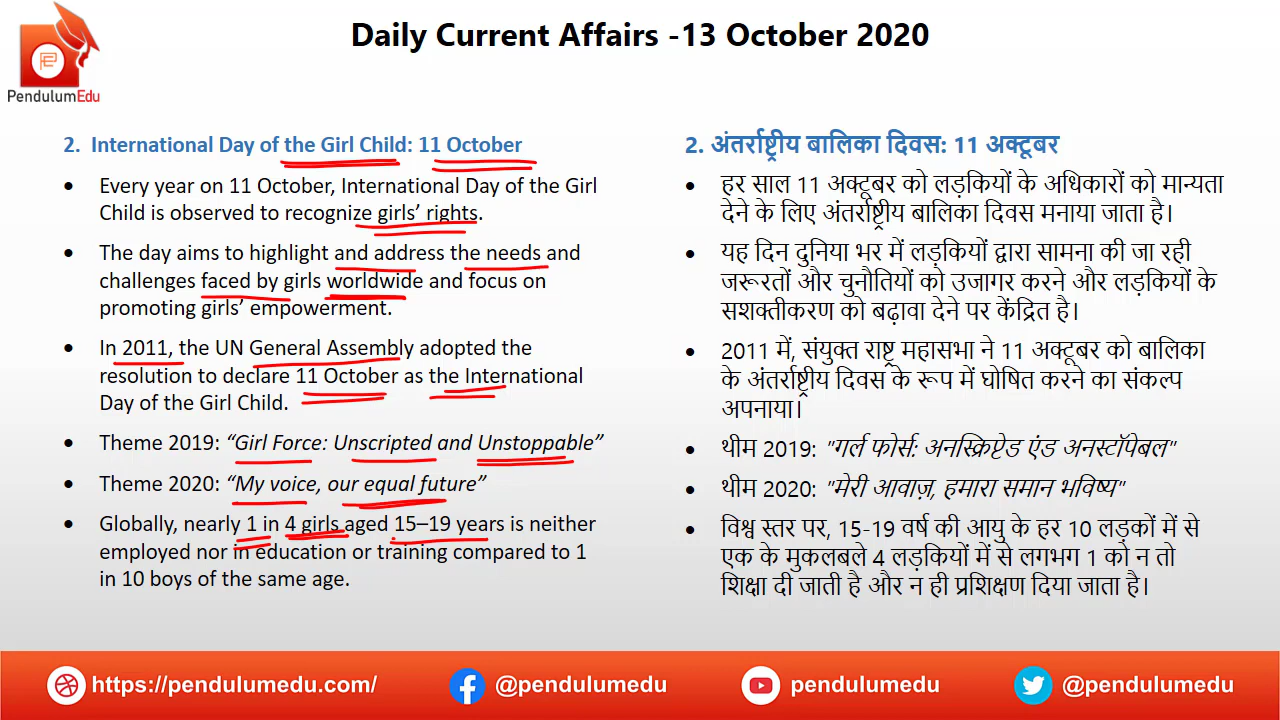 Daily Current Affairs -13 October 2020
PE
PendulumEdu
2. International Day of the Girl Child: 11 October
• Every year on 11 October, International Day of the Girl
Child is observed to recognize girls’ rights.
• The day aims to highlight and address the needs and
challenges faced by girls worldwide and focus on
promoting girls’ empowerment.
• In 2011, the UN General Assembly adopted the
resolution to declare 11 October as the International
Day of the Girl Child.
• Theme 2019: “Girl Force: Unscripted and Unstoppable”
• Theme 2020: “My voice, our equal future”
• Globally, nearly 1 in 4 girls aged 15–19 years is neither
employed nor in education or training compared to 1
in 10 boys of the same age.
2. अंतर्राष्ट्रीय बालिका दिवस: 11 अक्टूबर
• हर साल 11 अक्टूबर को लड़कियों के अधिकारों को मान्यता
देने के लिए अंतर्राष्ट्रीय बालिका दिवस मनाया जाता है।
• यह दिन दुनिया भर में लड़कियों द्वारा सामना की जा रही
जरूरतों और चुनौतियों को उजागर करने और लड़कियों के
सशक्तीकरण को बढ़ावा देने पर केंद्रित है।
• 2011 में, संयुक्त राष्ट्र महासभा ने 11 अक्टूबर को बालिका
के अंतर्राष्ट्रीय दिवस के रूप में घोषित करने का संकल्प
अपनाया।
• थीम 2019: "गर्ल फोर्स: अनस्क्रिप्टेड एंड अनस्टॉपेबल"
• थीम 2020: "मेरी आवाज़, हमारा समान भविष्य"
• विश्व स्तर पर, 15-19 वर्ष की आयु के हर 10 लड़कों में से
एक के मुकलबले 4 लड़कियों में से लगभग 1 को न तो
शिक्षा दी जाती है और न ही प्रशिक्षण दिया जाता है।
https://pendulumedu.com/
@pendulumedu
pendulumedu
@pendulumedu